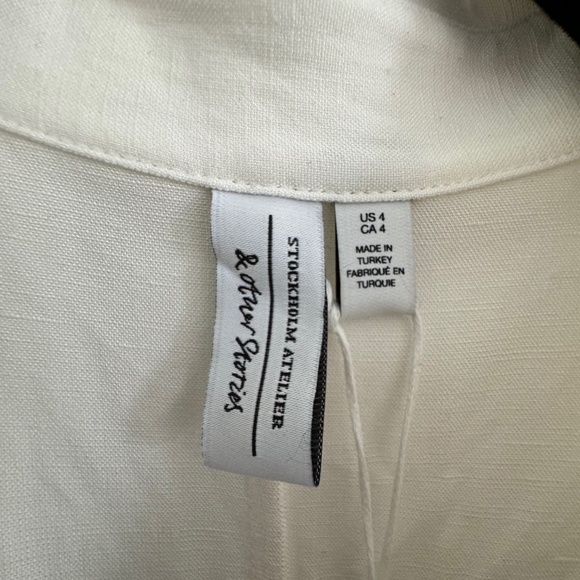 STOCKHOLM ATELIER
& other Stories
US 4
CA 4
MADE IN
TURKEY
FABRIQUÉ EN
TURQUIE